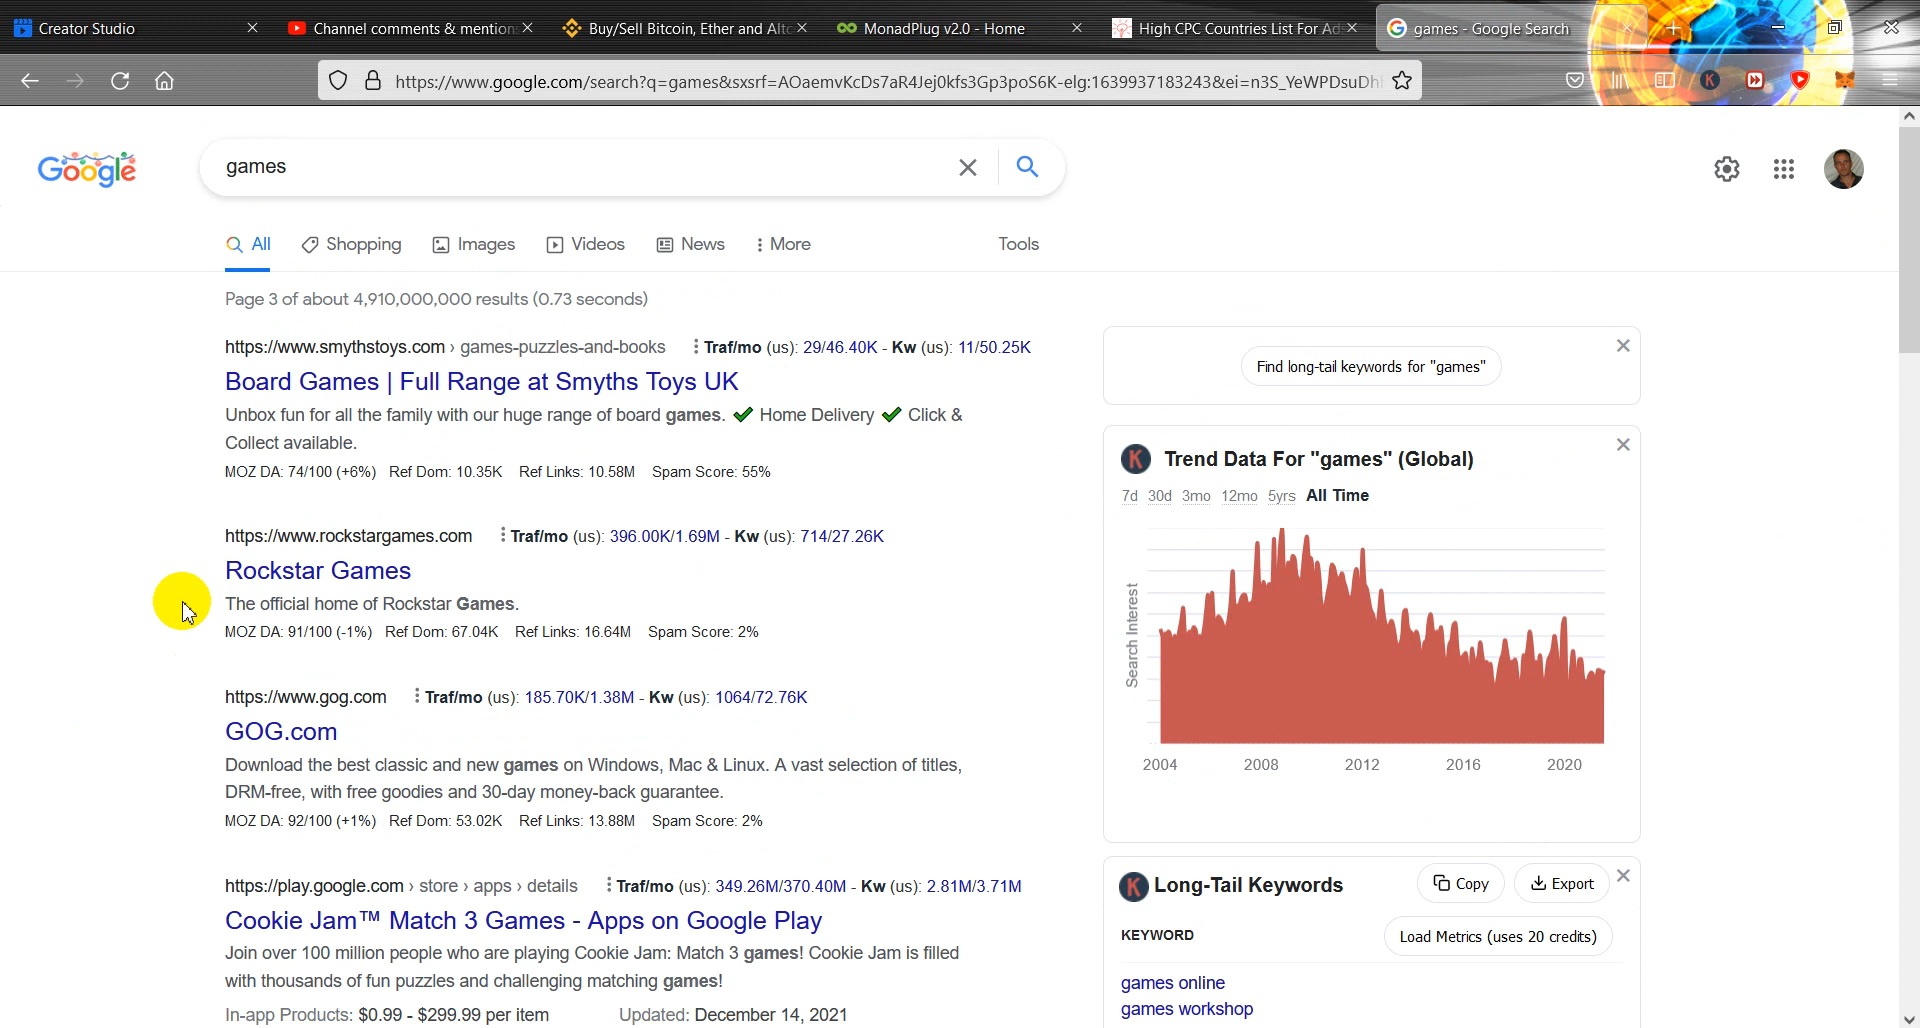 Creator Studio
Channel comments & mention
Buy/Sell Bitcoin, Ether and Altc
MonadPlug v2.0 - Home
High CPC Countries List For Ads
games - Google Search
https://www.google.com/search?q=games&sxsrf=AOaemvKcDs7aR4Jej0kfs3Gp3poS6K-elg:1639937183243&ei=n3S_YeWPDsuDh
Google
games
All
Shopping
Images
Videos
News
More
Tools
Page 3 of about 4,910,000,000 results (0.73 seconds)
https://www.smythstoys.com › games-puzzles-and-books Traf/mo (us): 29/46.40K - Kw (us): 11/50.25K
Board Games | Full Range at Smyths Toys UK
Unbox fun for all the family with our huge range of board games. ✔ Home Delivery ✔ Click &
Collect available.
MOZ DA: 74/100 (+6%) Ref Dom: 10.35K Ref Links: 10.58M Spam Score: 55%
https://www.rockstargames.com Traf/mo (us): 396.00K/1.69M - Kw (us): 714/27.26K
Rockstar Games
The official home of Rockstar Games.
MOZ DA: 91/100 (-1%) Ref Dom: 67.04K Ref Links: 16.64M Spam Score: 2%
https://www.gog.com Traf/mo (us): 185.70K/1.38M - Kw (us): 1064/72.76K
GOG.com
Download the best classic and new games on Windows, Mac & Linux. A vast selection of titles,
DRM-free, with free goodies and 30-day money-back guarantee.
MOZ DA: 92/100 (+1%) Ref Dom: 53.02K Ref Links: 13.88M Spam Score: 2%
https://play.google.com › store › apps › details Traf/mo (us): 349.26M/370.40M - Kw (us): 2.81M/3.71M
Cookie Jam™ Match 3 Games - Apps on Google Play
Join over 100 million people who are playing Cookie Jam: Match 3 games! Cookie Jam is filled
with thousands of fun puzzles and challenging matching games!
In-app Products: $0.99 - $299.99 per item Updated: December 14, 2021
Find long-tail keywords for "games"
K Trend Data For "games" (Global)
7d 30d 3mo 12mo 5yrs All Time
Search Interest
2004 2008 2012 2016 2020
K Long-Tail Keywords
Copy
Export
KEYWORD
Load Metrics (uses 20 credits)
games online
games workshop